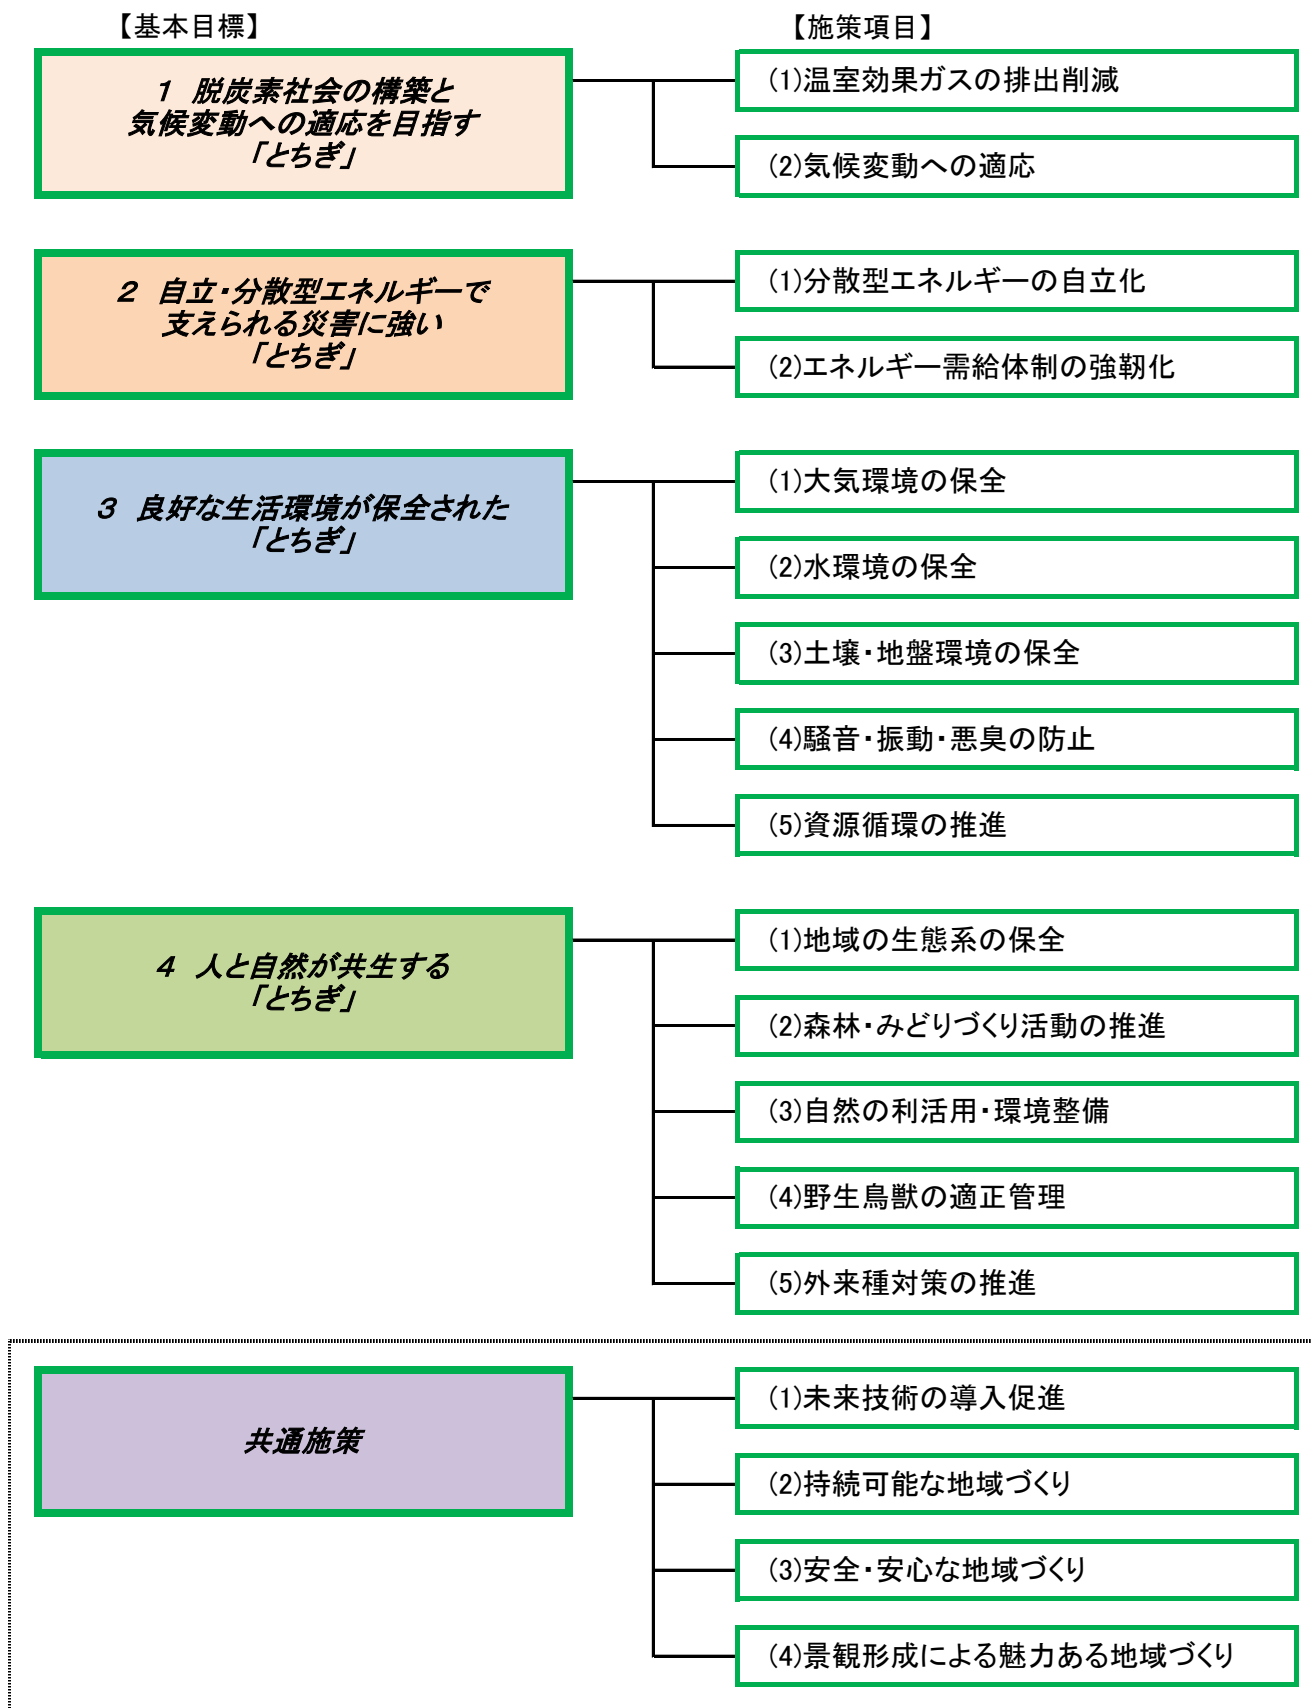 【基本目標】
【施策項目】
1 脱炭素社会の構築と
気候変動への適応を目指す
「とちぎ」
(1)温室効果ガスの排出削減
(2)気候変動への適応
2 自立・分散型エネルギーで
支えられる災害に強い
「とちぎ」
(1)分散型エネルギーの自立化
(2)エネルギー需給体制の強靭化
3 良好な生活環境が保全された
「とちぎ」
(1)大気環境の保全
(2)水環境の保全
(3)土壌・地盤環境の保全
(4)騒音・振動・悪臭の防止
(5)資源循環の推進
4 人と自然が共生する
「とちぎ」
(1)地域の生態系の保全
(2)森林・みどりづくり活動の推進
(3)自然の利活用・環境整備
(4)野生鳥獣の適正管理
(5)外来種対策の推進
共通施策
(1)未来技術の導入促進
(2)持続可能な地域づくり
(3)安全・安心な地域づくり
(4)景観形成による魅力ある地域づくり